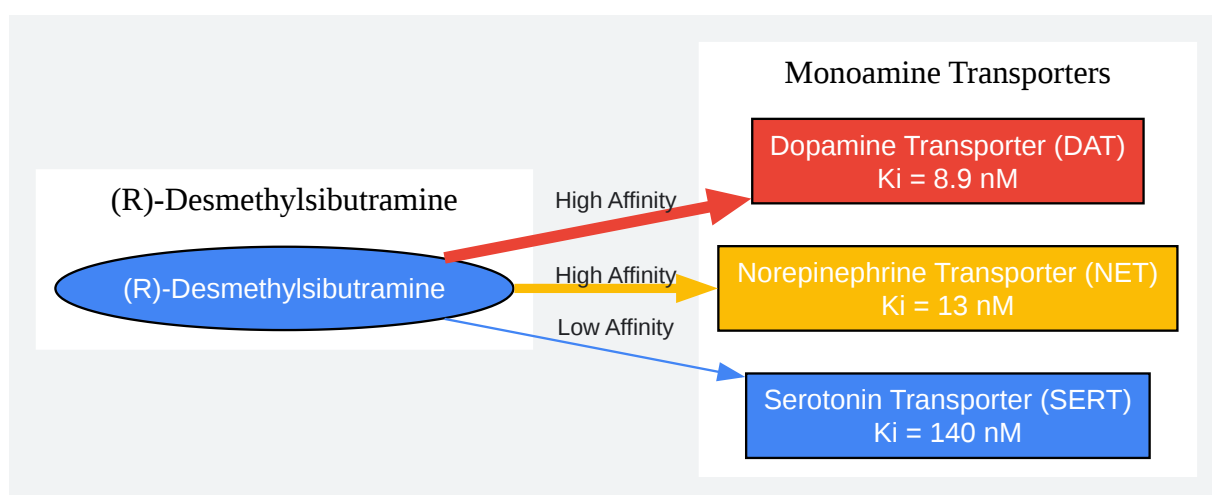 (R)-Desmethylsibutramine
(R)-Desmethylsibutramine
High Affinity
High Affinity
Low Affinity
Monoamine Transporters
Dopamine Transporter (DAT)
Ki = 8.9 nM
Norepinephrine Transporter (NET)
Ki = 13 nM
Serotonin Transporter (SERT)
Ki = 140 nM